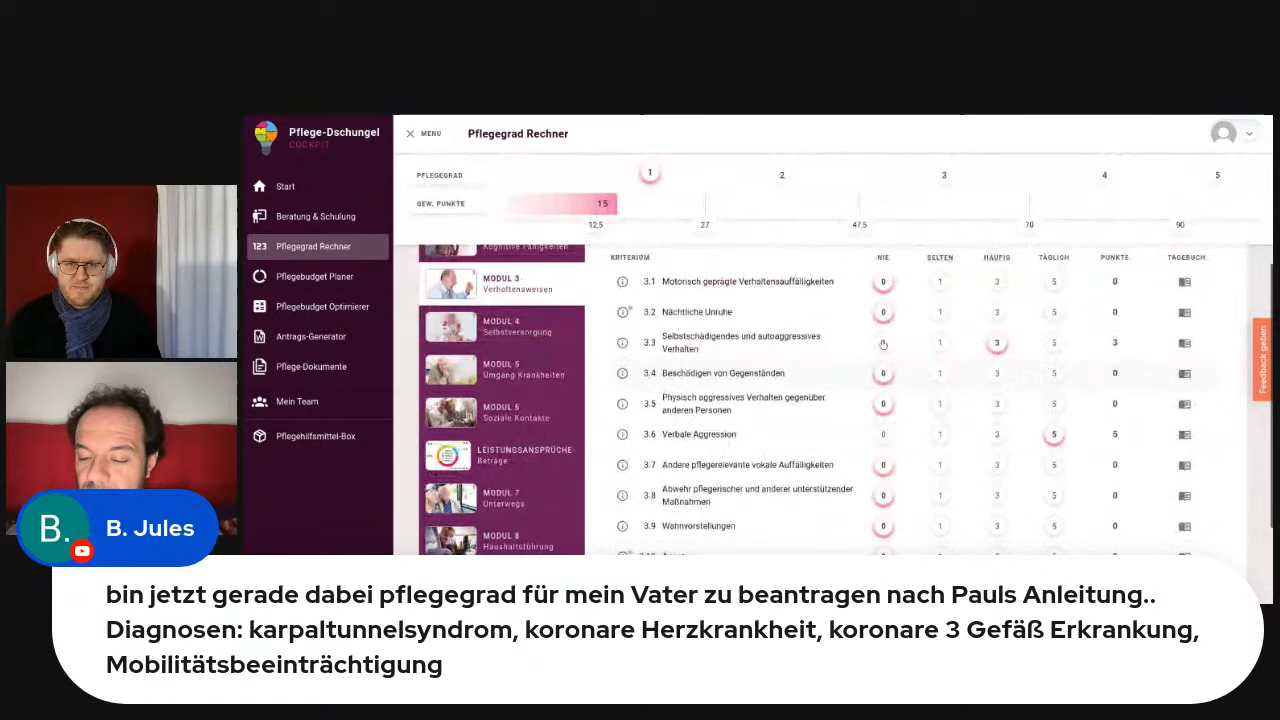 Pflege-Dschungel
COCKPIT
Start
Beratung & Schulung
123 Pflegegrad Rechner
Pflegebudget Planer
Pflegebudget Optimierer
Antrags-Generator
Pflege-Dokumente
Mein Team
Pflegehilfsmittel-Box
MENU
Pflegegrad Rechner
PFLEGEGRAD 1 2 3 4 5
GEW. PUNKTE 15
12,5 27 47,5 70 90
Kognitive Fähigkeiten
MODUL 3
Verhaltensweisen
MODUL 4
Selbstversorgung
MODUL 5
Umgang Krankheiten
MODUL 6
Soziale Kontakte
LEISTUNGSANSPRÜCHE
Beträge
MODUL 7
Unterwegs
MODUL 8
Haushaltsführung
KRITERIUM NIE SELTEN HÄUFIG TÄGLICH PUNKTE TAGEBUCH
3.1 Motorisch geprägte Verhaltensauffälligkeiten 0 1 3 5 0
3.2 Nächtliche Unruhe 0 1 3 5 0
3.3 Selbstschädigendes und autoaggressives
Verhalten 1 3 5 3
3.4 Beschädigen von Gegenständen 0 1 3 5 0
3.5 Physisch aggressives Verhalten gegenüber
anderen Personen 0 1 3 5 0
3.6 Verbale Aggression 0 1 3 5 5
3.7 Andere pflegerelevante vokale Auffälligkeiten 0 1 3 5 0
3.8 Abwehr pflegerischer und anderer unterstützender
Maßnahmen 0 1 3 5 0
3.9 Wahnvorstellungen 0 1 3 5 0
Feedback geben
B.
B. Jules
bin jetzt gerade dabei pflegegrad für mein Vater zu beantragen nach Pauls Anleitung..
Diagnosen: karpaltunnelsyndrom, koronare Herzkrankheit, koronare 3 Gefäß Erkrankung,
Mobilitätsbeeinträchtigung